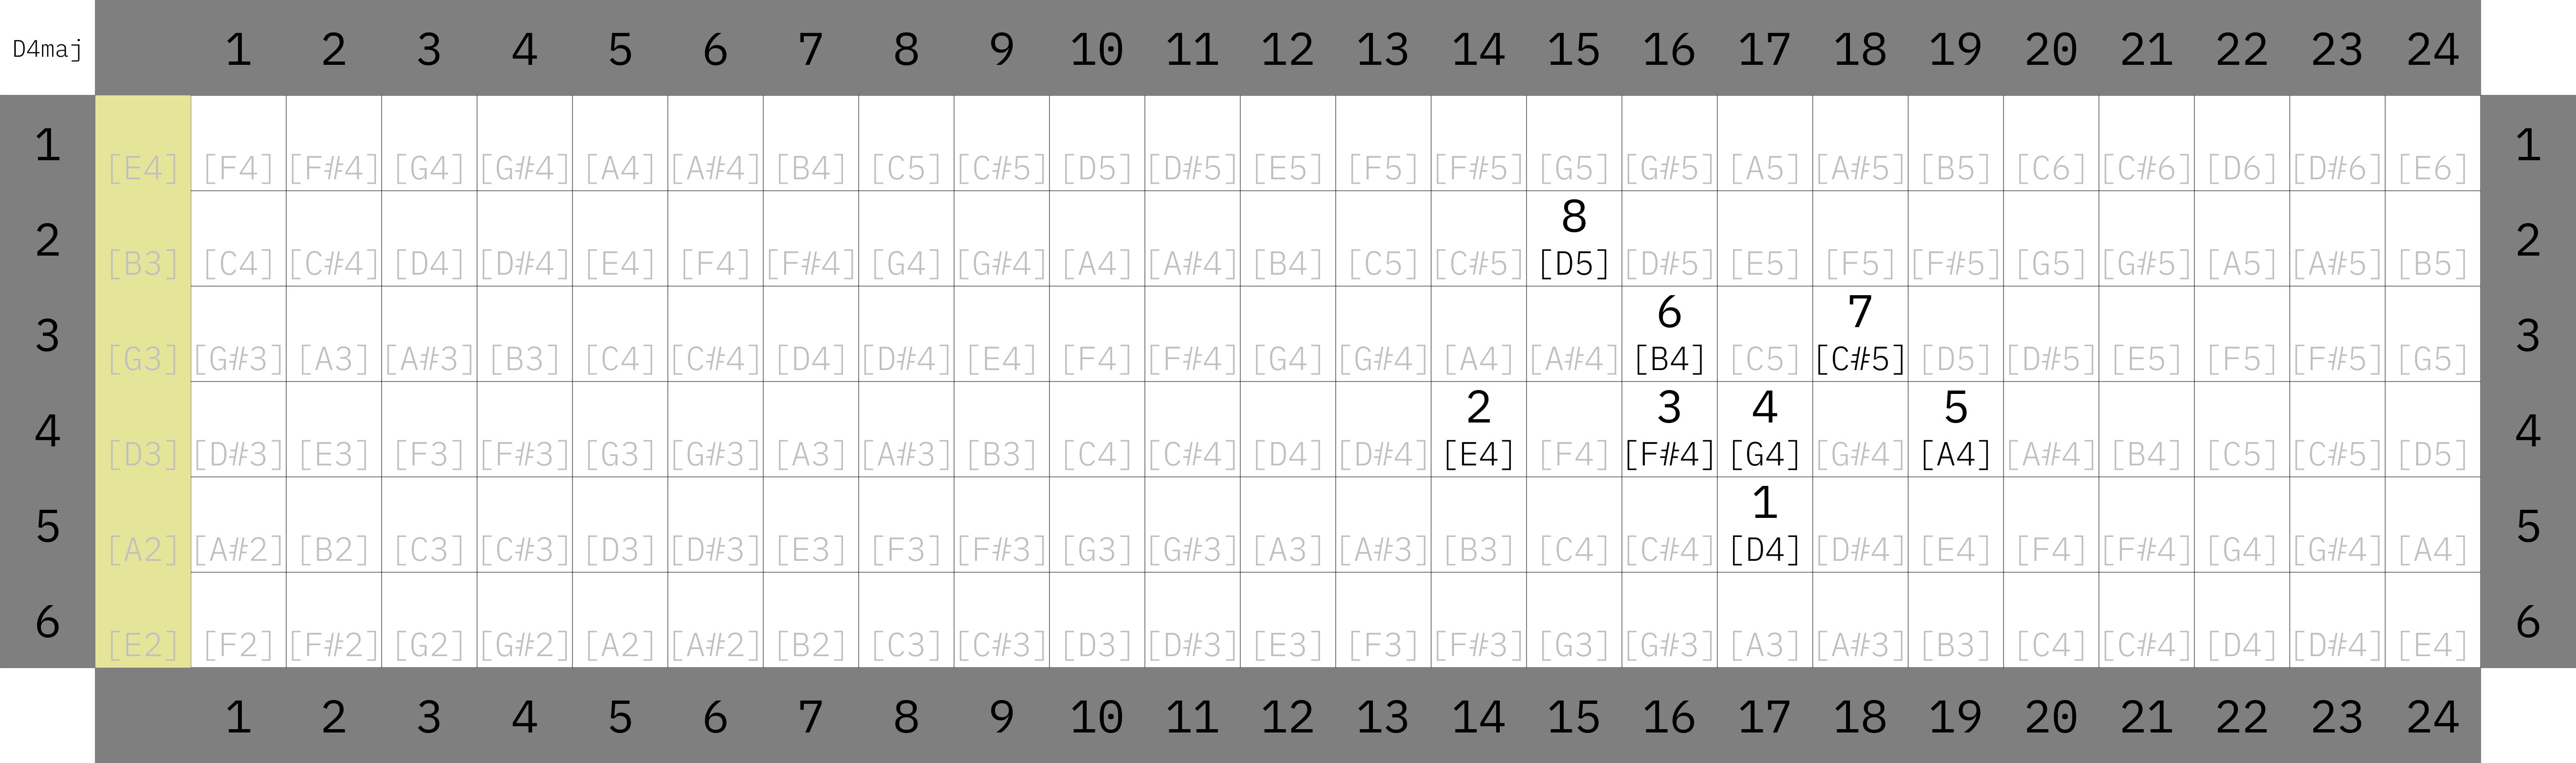 D4maj 1 2 3 4 5 6 7 8 9 10 11 12 13 14 15 16 17 18 19 20 21 22 23 24
1 [E4] [F4] [F#4] [G4] [G#4] [A4] [A#4] [B4] [C5] [C#5] [D5] [D#5] [E5] [F5] [F#5] [G5] [G#5] [A5] [A#5] [B5] [C6] [C#6] [D6] [D#6] [E6] 1
8
2 [B3] [C4] [C#4] [D4] [D#4] [E4] [F4] [F#4] [G4] [G#4] [A4] [A#4] [B4] [C5] [C#5] [D5] [D#5] [E5] [F5] [F#5] [G5] [G#5] [A5] [A#5] [B5] 2
6 7
3 [G3] [G#3] [A3] [A#3] [B3] [C4] [C#4] [D4] [D#4] [E4] [F4] [F#4] [G4] [G#4] [A4] [A#4] [B4] [C5] [C#5] [D5] [D#5] [E5] [F5] [F#5] [G5] 3
2 3 4 5
4 [D3] [D#3] [E3] [F3] [F#3] [G3] [G#3] [A3] [A#3] [B3] [C4] [C#4] [D4] [D#4] [E4] [F4] [F#4] [G4] [G#4] [A4] [A#4] [B4] [C5] [C#5] [D5] 4
1
5 [A2] [A#2] [B2] [C3] [C#3] [D3] [D#3] [E3] [F3] [F#3] [G3] [G#3] [A3] [A#3] [B3] [C4] [C#4] [D4] [D#4] [E4] [F4] [F#4] [G4] [G#4] [A4] 5
6 [E2] [F2] [F#2] [G2] [G#2] [A2] [A#2] [B2] [C3] [C#3] [D3] [D#3] [E3] [F3] [F#3] [G3] [G#3] [A3] [A#3] [B3] [C4] [C#4] [D4] [D#4] [E4] 6
1 2 3 4 5 6 7 8 9 10 11 12 13 14 15 16 17 18 19 20 21 22 23 24